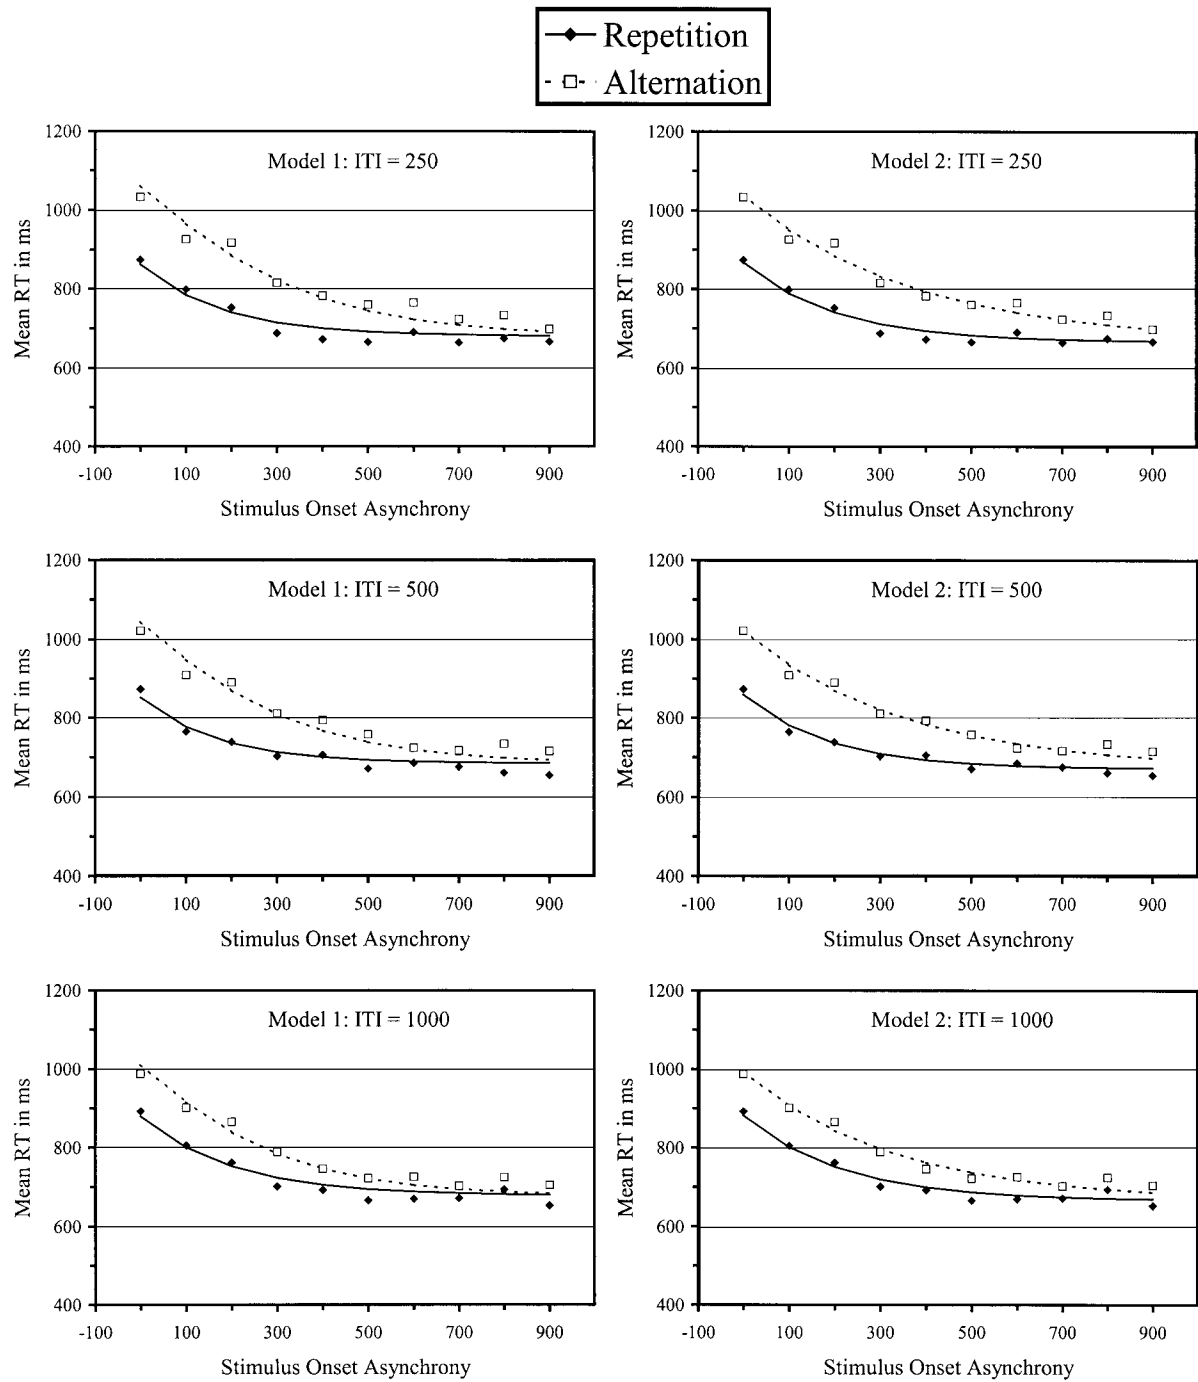 Repetition
Alternation
Model 1: ITI = 250
1200
1000
800
600
400
Mean RT in ms
-100 100 300 500 700 900
Stimulus Onset Asynchrony
Model 2: ITI = 250
1200
1000
800
600
400
Mean RT in ms
-100 100 300 500 700 900
Stimulus Onset Asynchrony
Model 1: ITI = 500
1200
1000
800
600
400
Mean RT in ms
-100 100 300 500 700 900
Stimulus Onset Asynchrony
Model 2: ITI = 500
1200
1000
800
600
400
Mean RT in ms
-100 100 300 500 700 900
Stimulus Onset Asynchrony
Model 1: ITI = 1000
1200
1000
800
600
400
Mean RT in ms
-100 100 300 500 700 900
Stimulus Onset Asynchrony
Model 2: ITI = 1000
1200
1000
800
600
400
Mean RT in ms
-100 100 300 500 700 900
Stimulus Onset Asynchrony